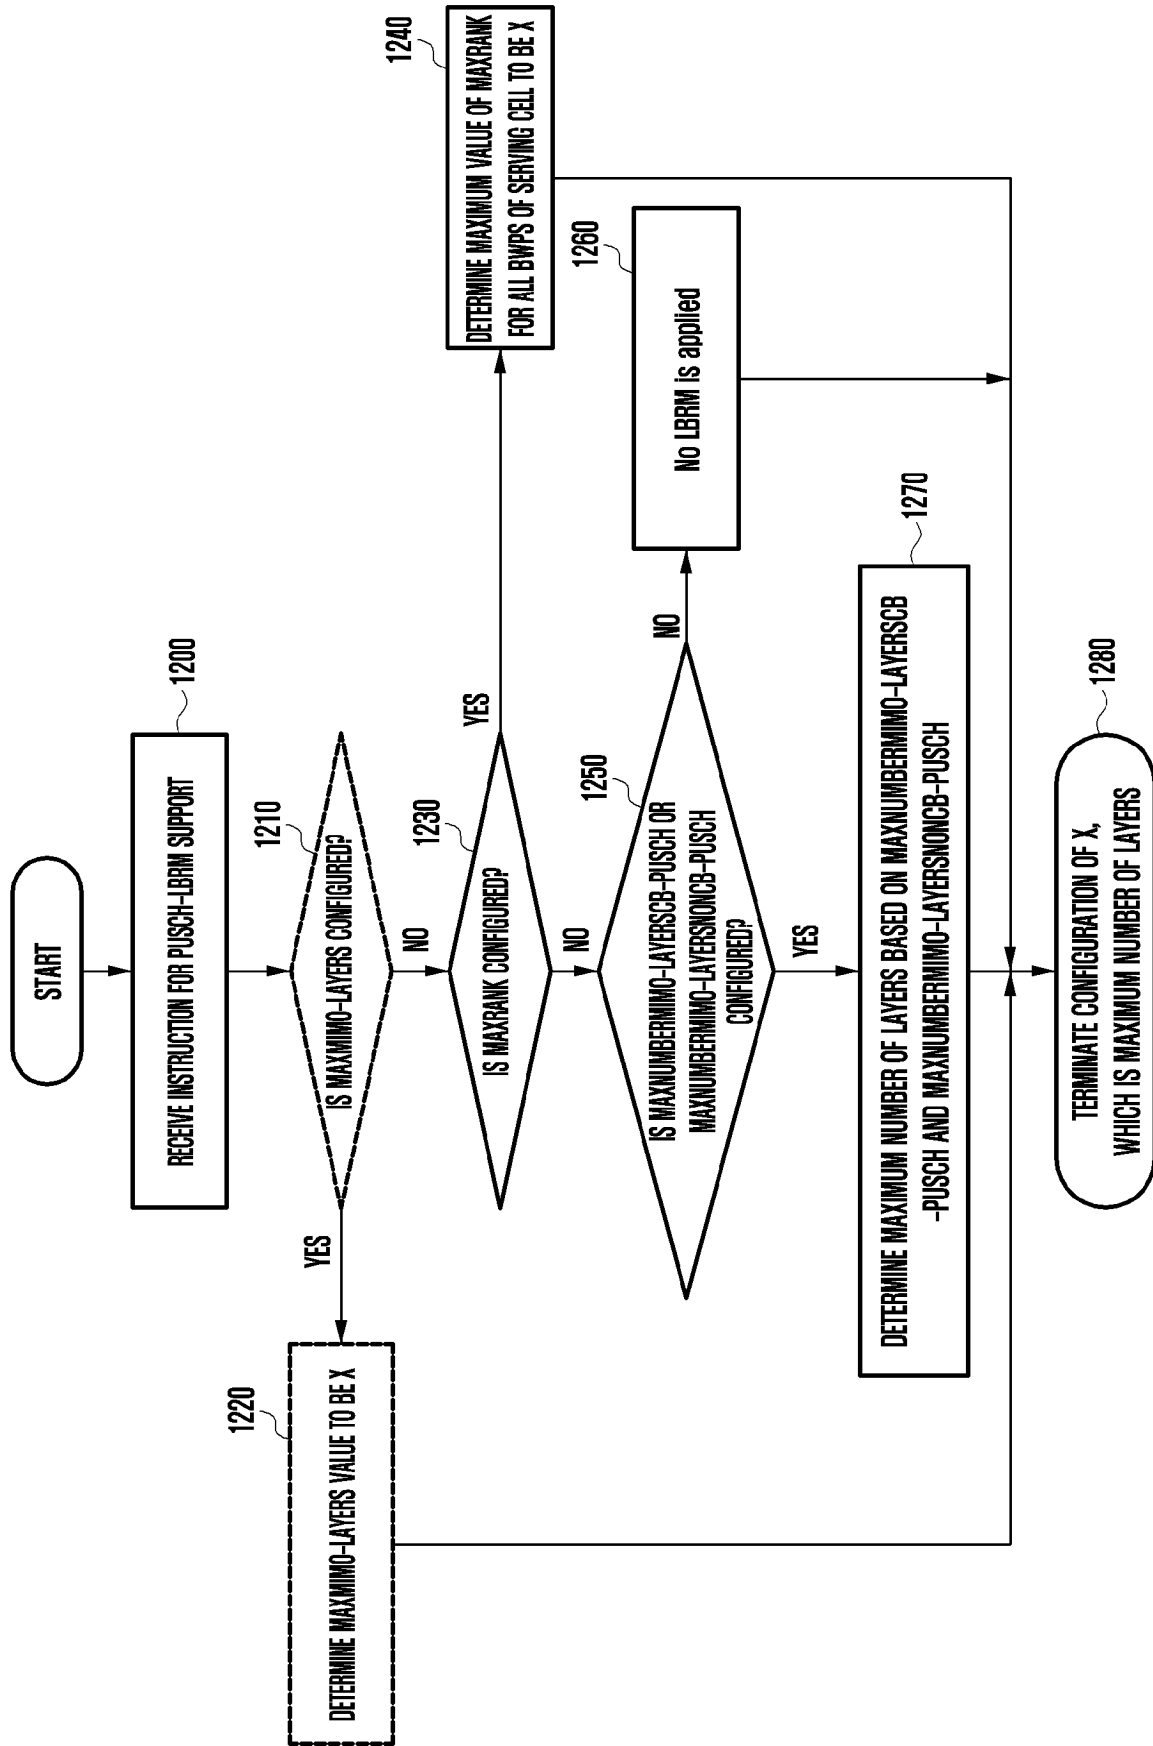 START
RECEIVE INSTRUCTION FOR PUSCH-LBRM SUPPORT
1200
IS MAXMIMO-LAYERS CONFIGURED?
1210
YES
NO
DETERMINE MAXMIMO-LAYERS VALUE TO BE X
1220
IS MAXRANK CONFIGURED?
1230
YES
NO
DETERMINE MAXIMUM VALUE OF MAXRANK
FOR ALL BWPS OF SERVING CELL TO BE X
1240
IS MAXNUMBERMIMO-LAYERSCB-PUSCH OR
MAXNUMBERMIMO-LAYERSNONCB-PUSCH
CONFIGURED?
1250
NO
YES
No LBRM is applied
1260
DETERMINE MAXIMUM NUMBER OF LAYERS BASED ON MAXNUMBERMIMO-LAYERSCB
-PUSCH AND MAXNUMBERMIMO-LAYERSNONCB-PUSCH
1270
TERMINATE CONFIGURATION OF X,
WHICH IS MAXIMUM NUMBER OF LAYERS
1280